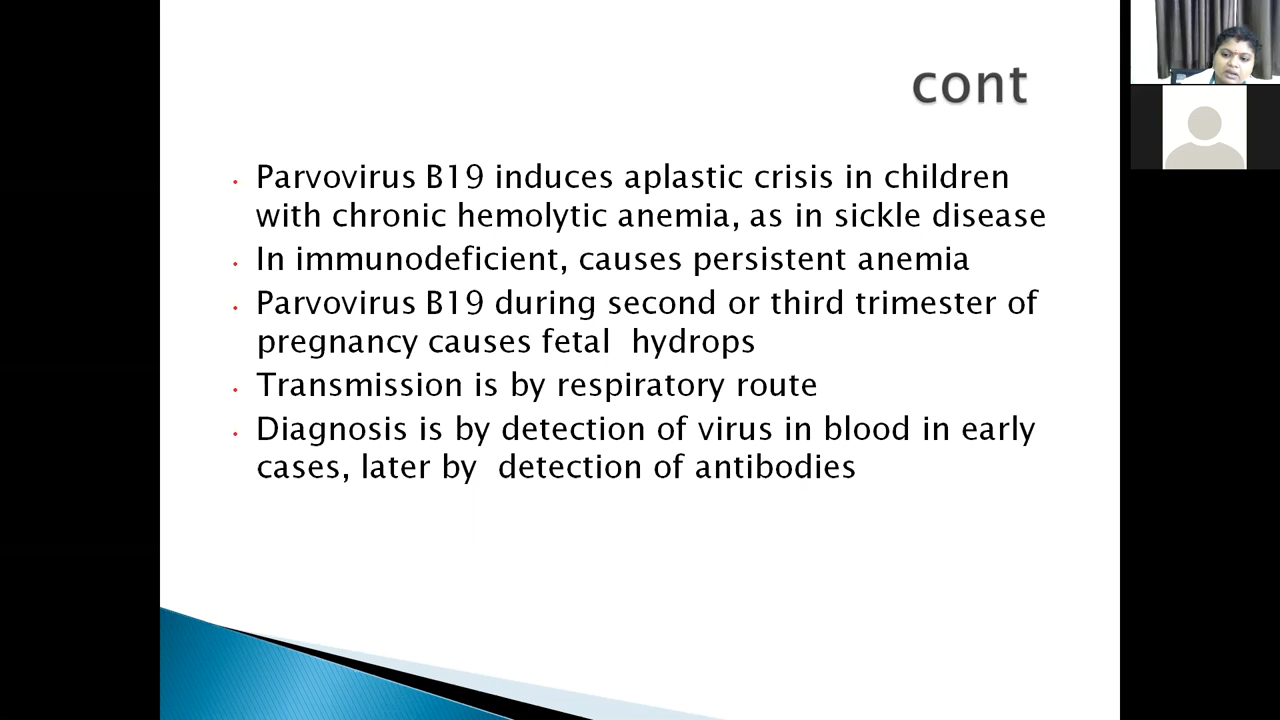 cont
Parvovirus B19 induces aplastic crisis in children
with chronic hemolytic anemia, as in sickle disease
In immunodeficient, causes persistent anemia
Parvovirus B19 during second or third trimester of
pregnancy causes fetal  hydrops
Transmission is by respiratory route
Diagnosis is by detection of virus in blood in early
cases, later by  detection of antibodies